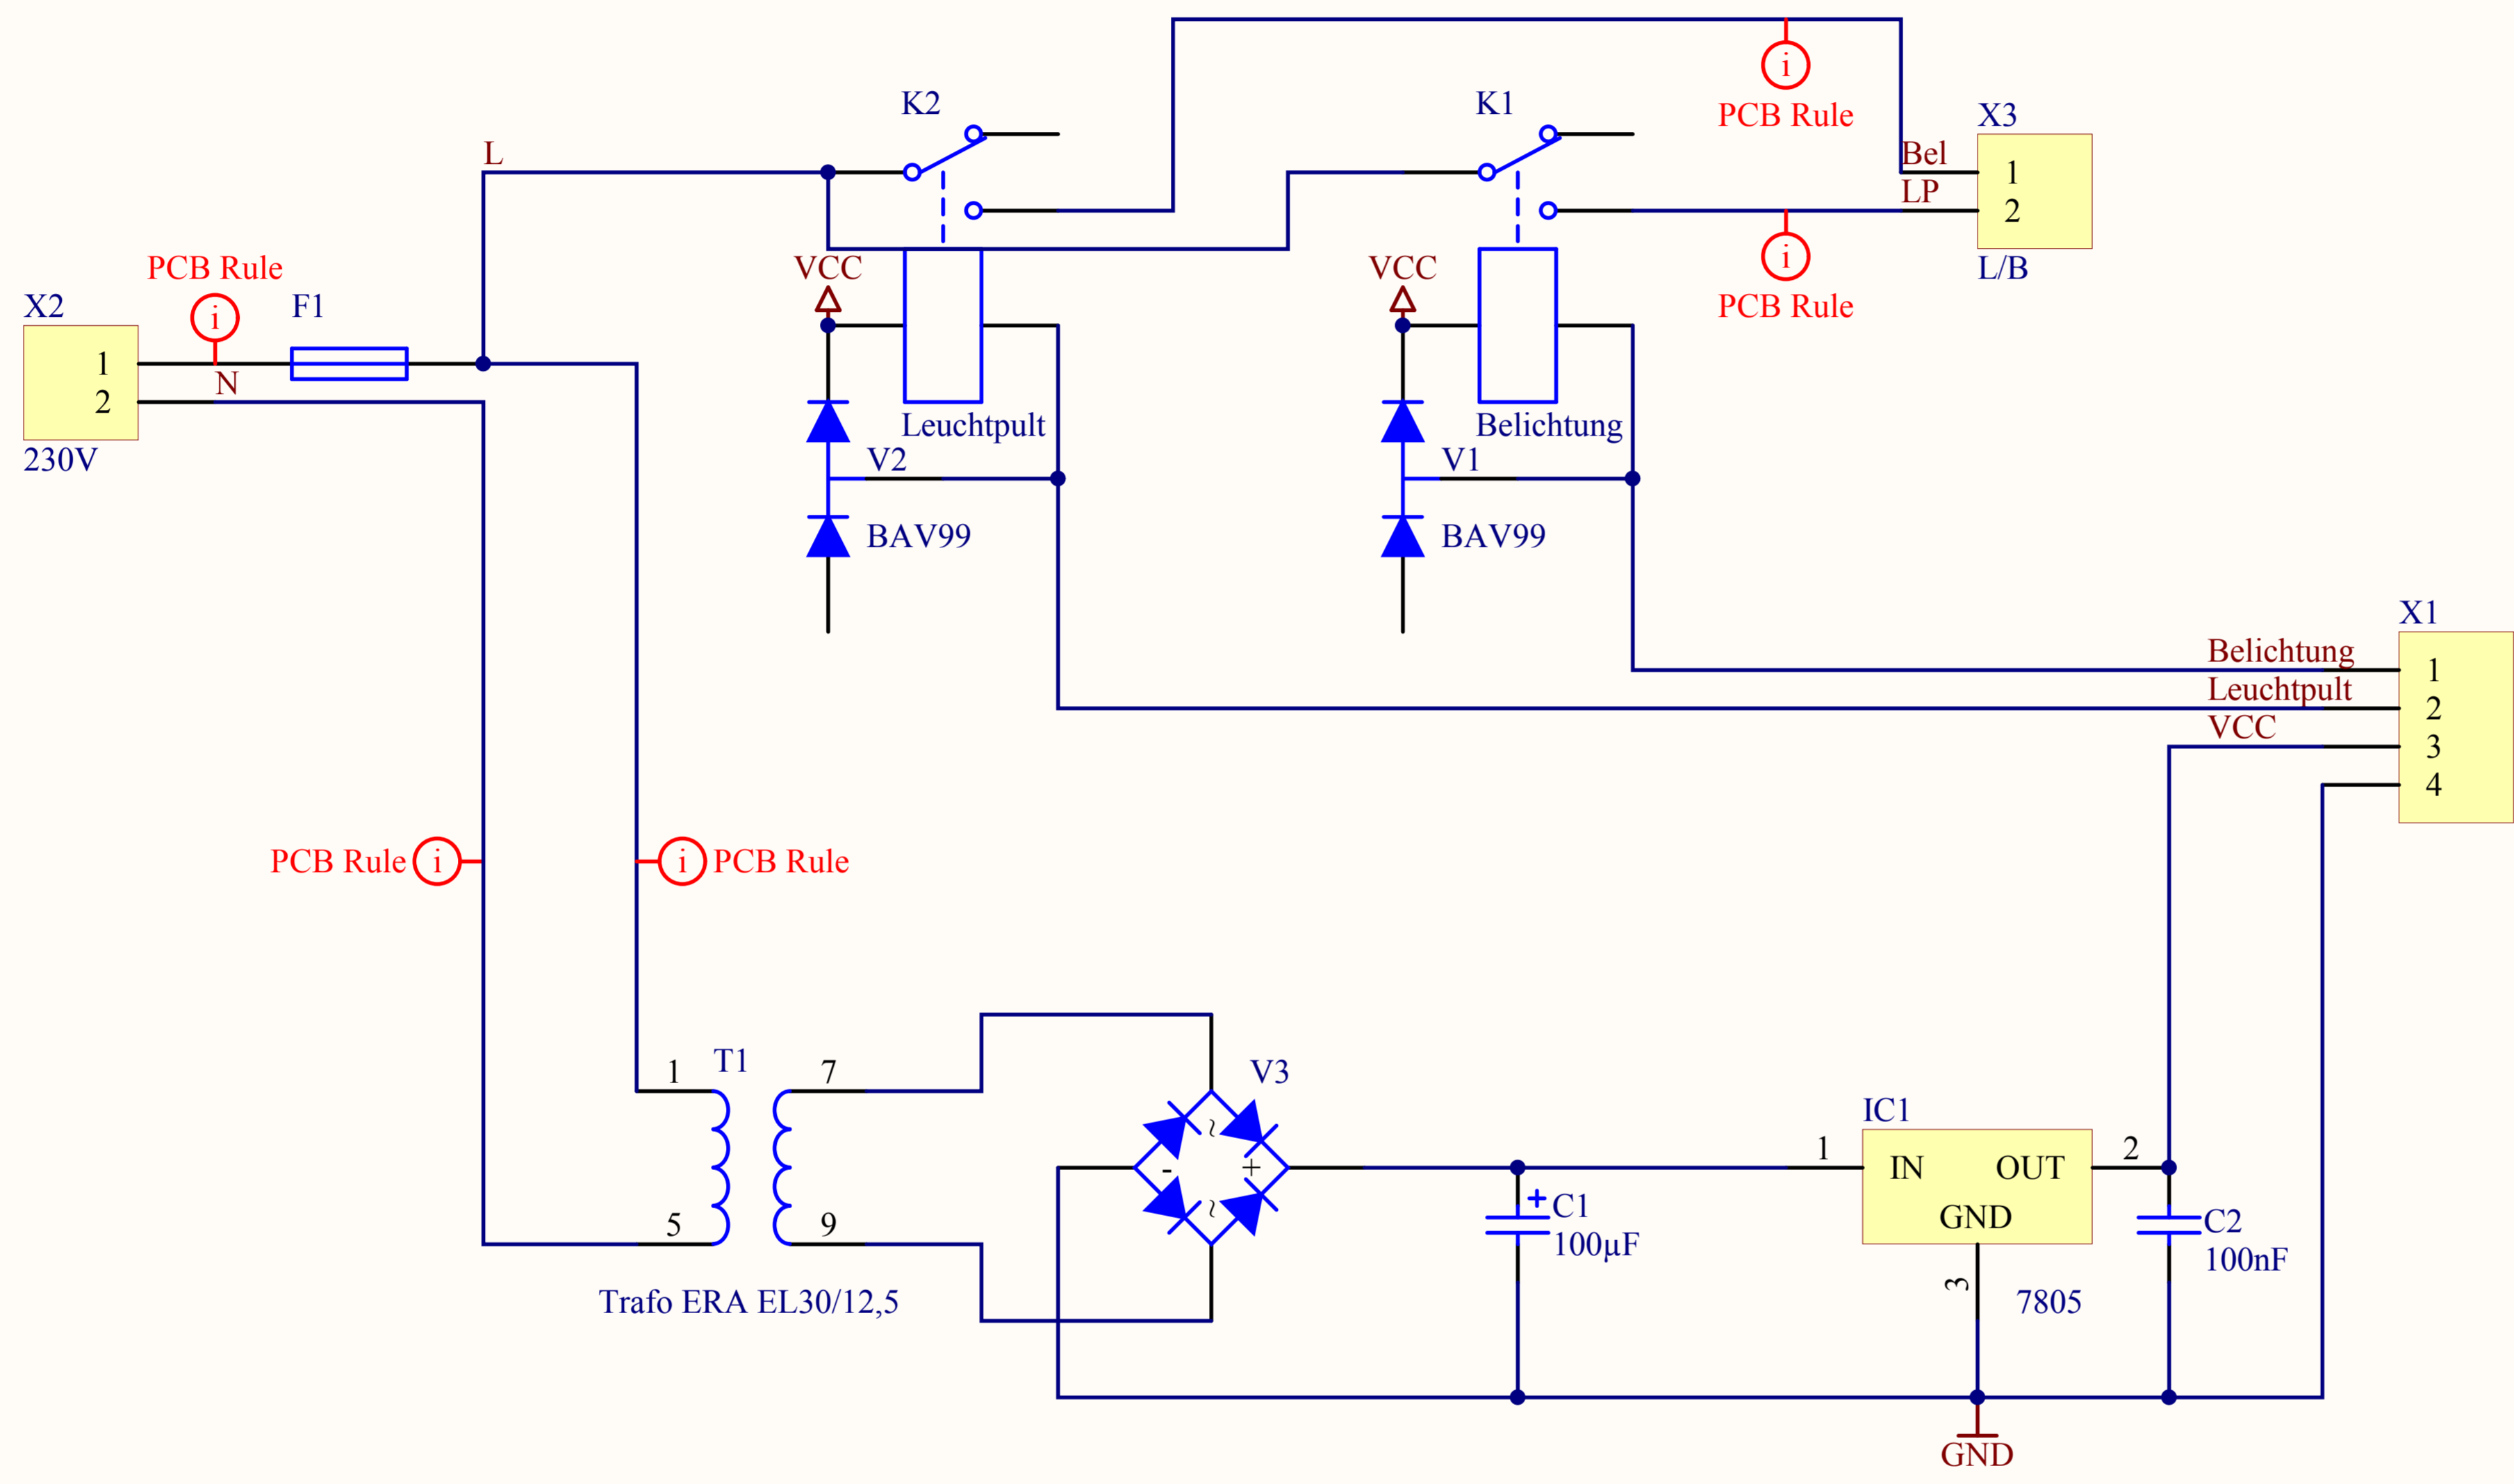 K2
K1
i
PCB Rule
X3
L
Bel
1
LP
2
L/B
PCB Rule
i
X2
F1
1
N
2
230V
VCC
VCC
i
PCB Rule
Leuchtpult
Belichtung
V2
V1
BAV99
BAV99
X1
Belichtung
1
Leuchtpult
2
VCC
3
4
PCB Rule
i
i
PCB Rule
1
T1
7
V3
~
IC1
1
IN
OUT
2
-
+
GND
5
9
~
+
C1
100µF
C2
100nF
3
7805
Trafo ERA EL30/12,5
GND